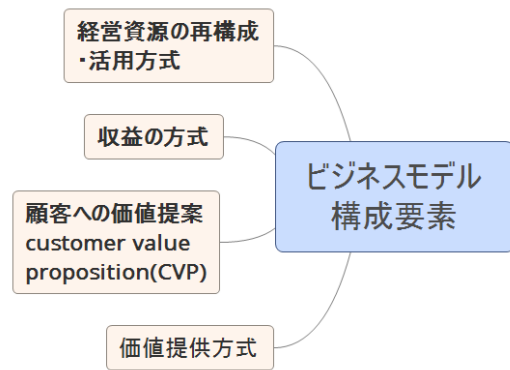 経営資源の再構成
・活用方式
収益の方式
顧客への価値提案
customer value
proposition(CVP)
価値提供方式
ビジネスモデル
構成要素